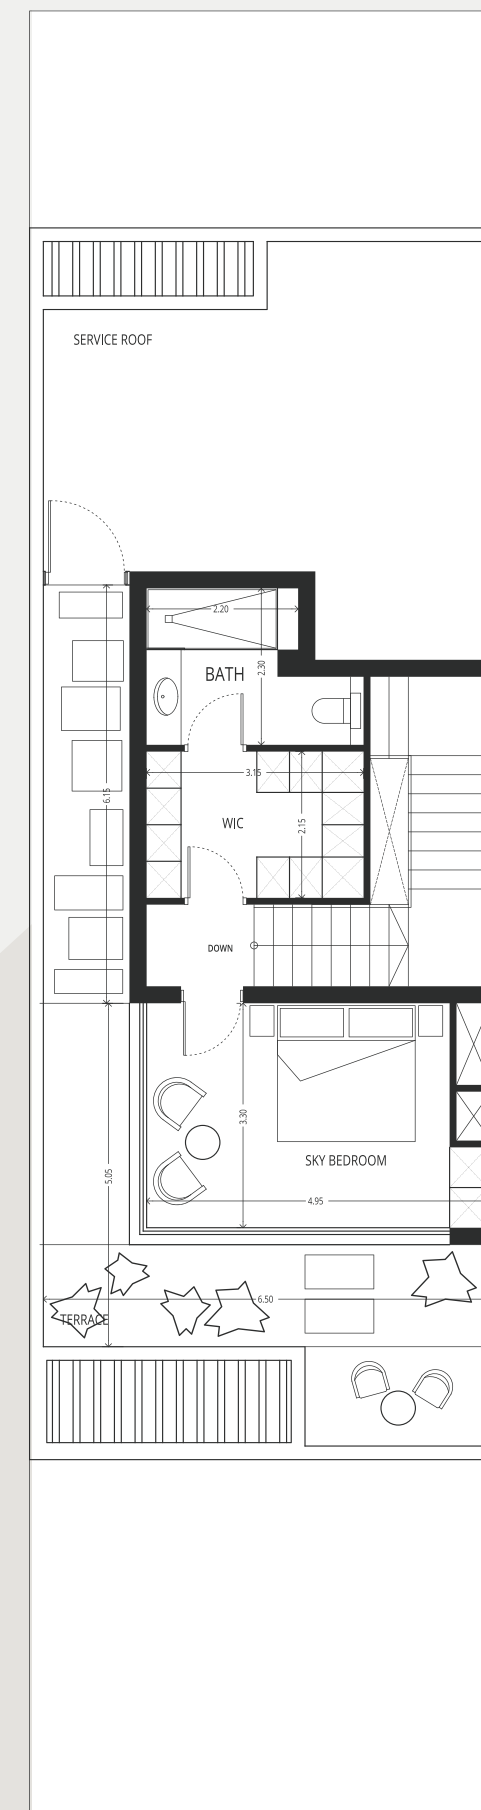 SERVICE ROOF
2.20
BATH
2.30
3.15
6.15
WIC
2.15
DOWN
3.30
SKY BEDROOM
5.05
4.95
6.50
TERRACE